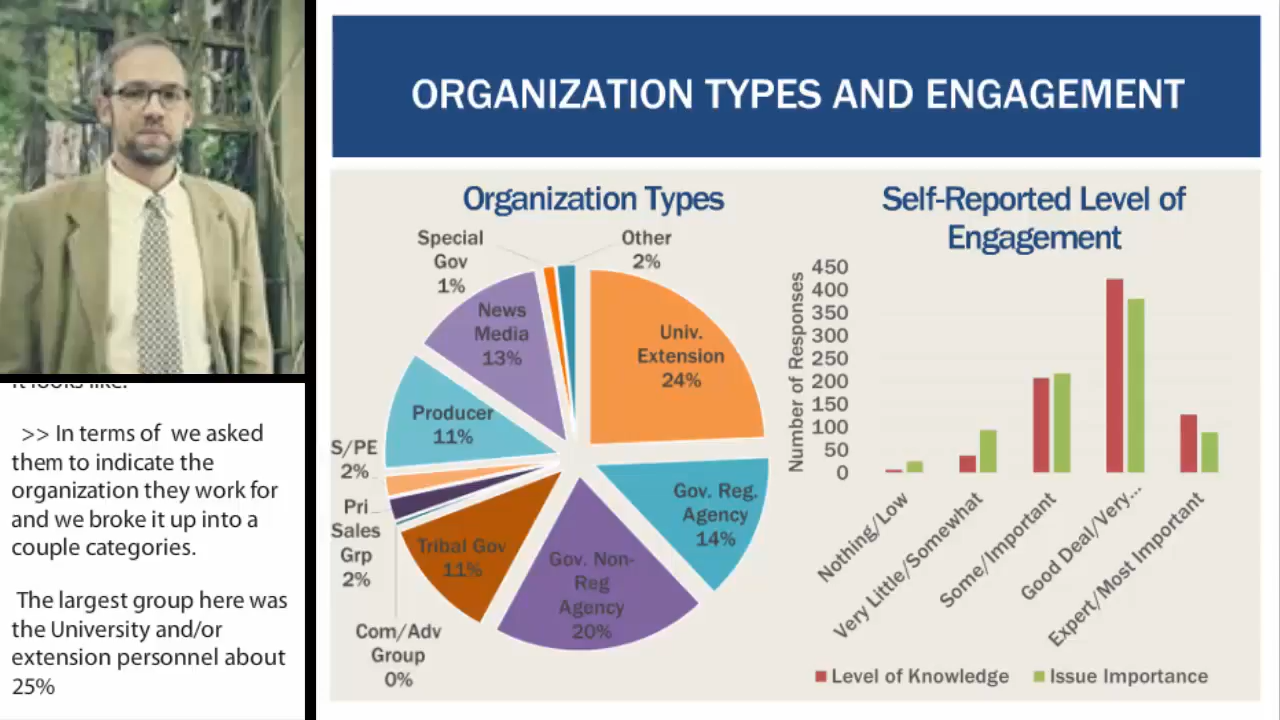 ORGANIZATION TYPES AND ENGAGEMENT
Organization Types
Special
Gov
1%
Other
2%
News
Media
13%
Univ.
Extension
24%
Producer
11%
S/PE
2%
Gov. Reg.
Agency
14%
Pri
Sales
Grp
2%
Tribal Gov
11%
Gov. Non-
Reg
Agency
20%
Com/Adv
Group
0%
Self-Reported Level of
Engagement
Number of Responses
450
400
350
300
250
200
150
100
50
0
Nothing/Low
Very Little/Somewhat
Some/Important
Good Deal/Very...
Expert/Most Important
Level of Knowledge
Issue Importance
>> In terms of we asked
them to indicate the
organization they work for
and we broke it up into a
couple categories.
The largest group here was
the University and/or
extension personnel about
25%